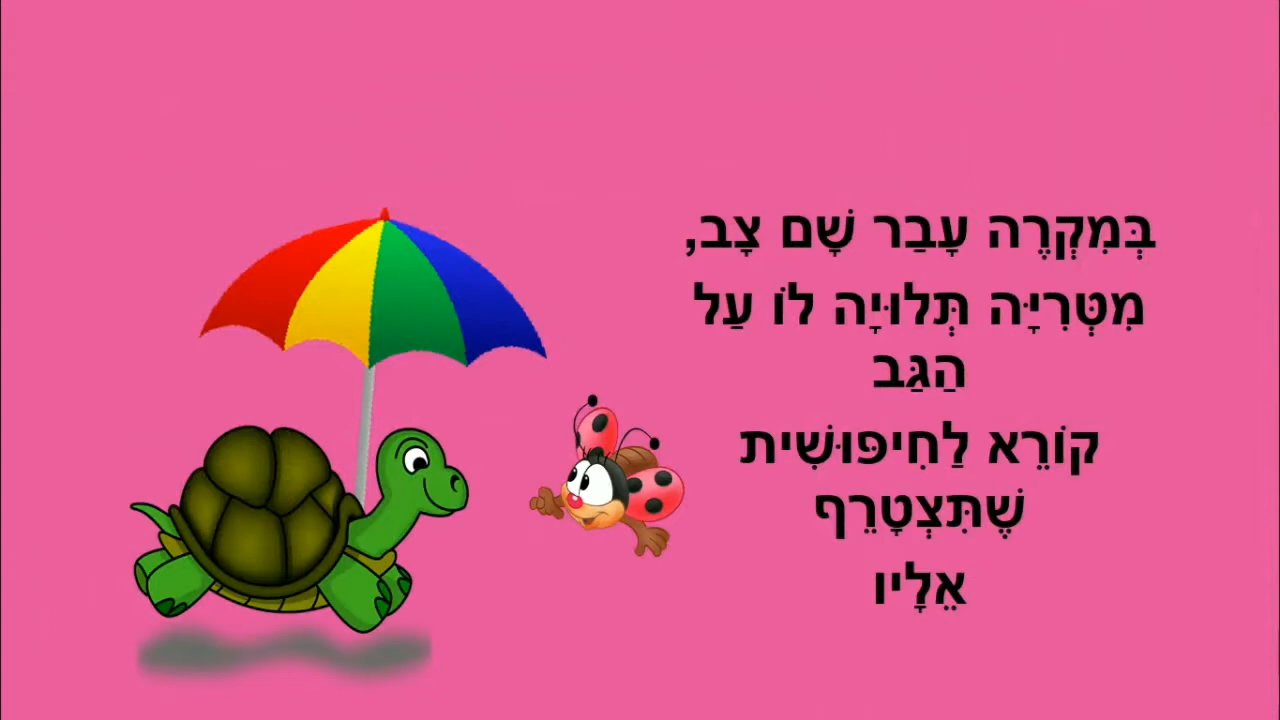 בְּמִקְרֶה עָבַר שָׁם צָב,
מִטְּרִיָּה תְּלוּיָה לוֹ עַל
הַגַּב
קוֹרֵא לַחִיפּוּשִׁית
שֶׁתִּצְטָרֵף
אֵלָיו